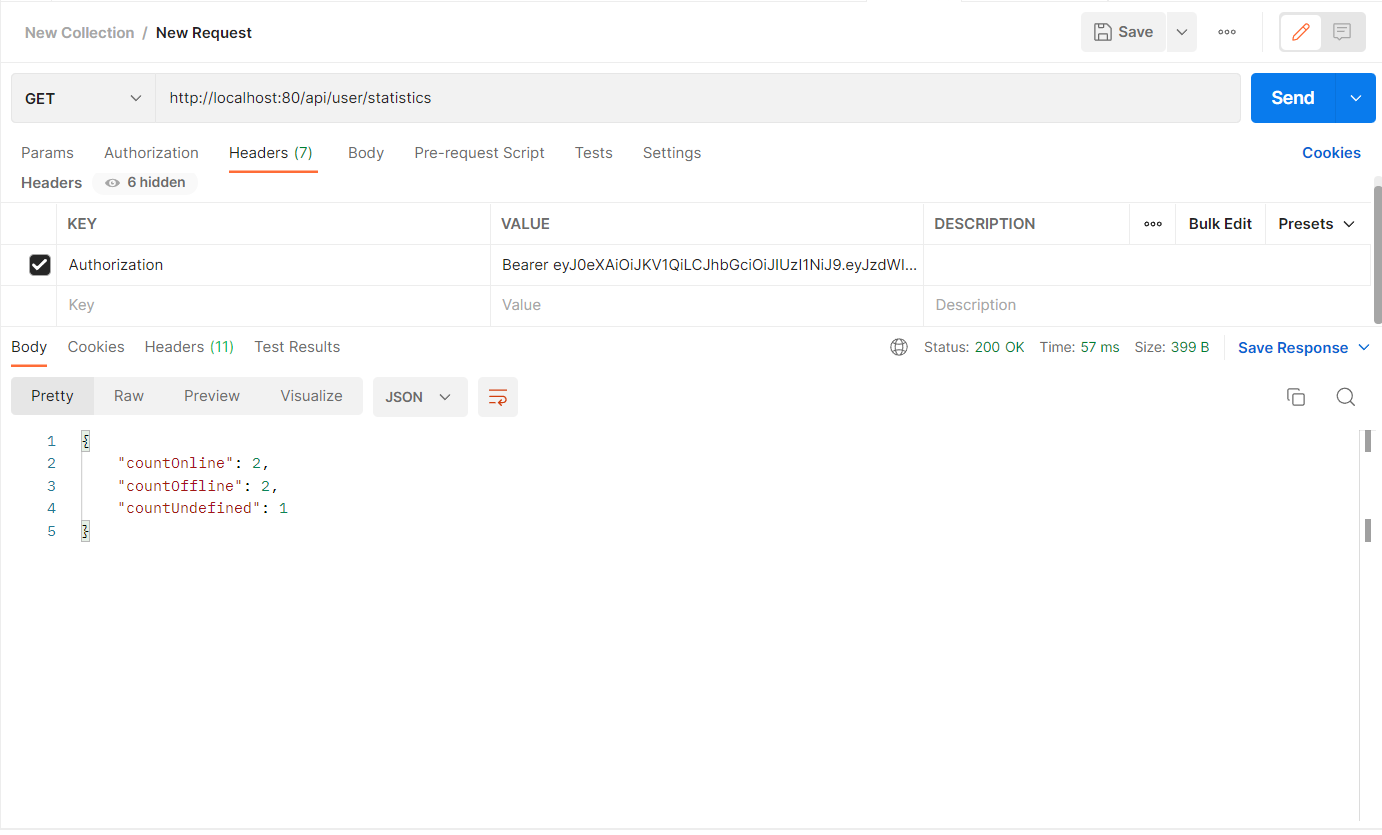 New Collection / New Request
Save
GET
http://localhost:80/api/user/statistics
Send
Params Authorization Headers (7) Body Pre-request Script Tests Settings Cookies
Headers 6 hidden
KEY VALUE DESCRIPTION Bulk Edit Presets
Authorization Bearer eyJ0eXAiOiJKV1QiLCJhbGciOiJIUzI1NiJ9.eyJzdWI...
Key Value Description
Body Cookies Headers (11) Test Results Status: 200 OK Time: 57 ms Size: 399 B Save Response
Pretty Raw Preview Visualize JSON
1 {
2 "countOnline": 2,
3 "countOffline": 2,
4 "countUndefined": 1
5 }